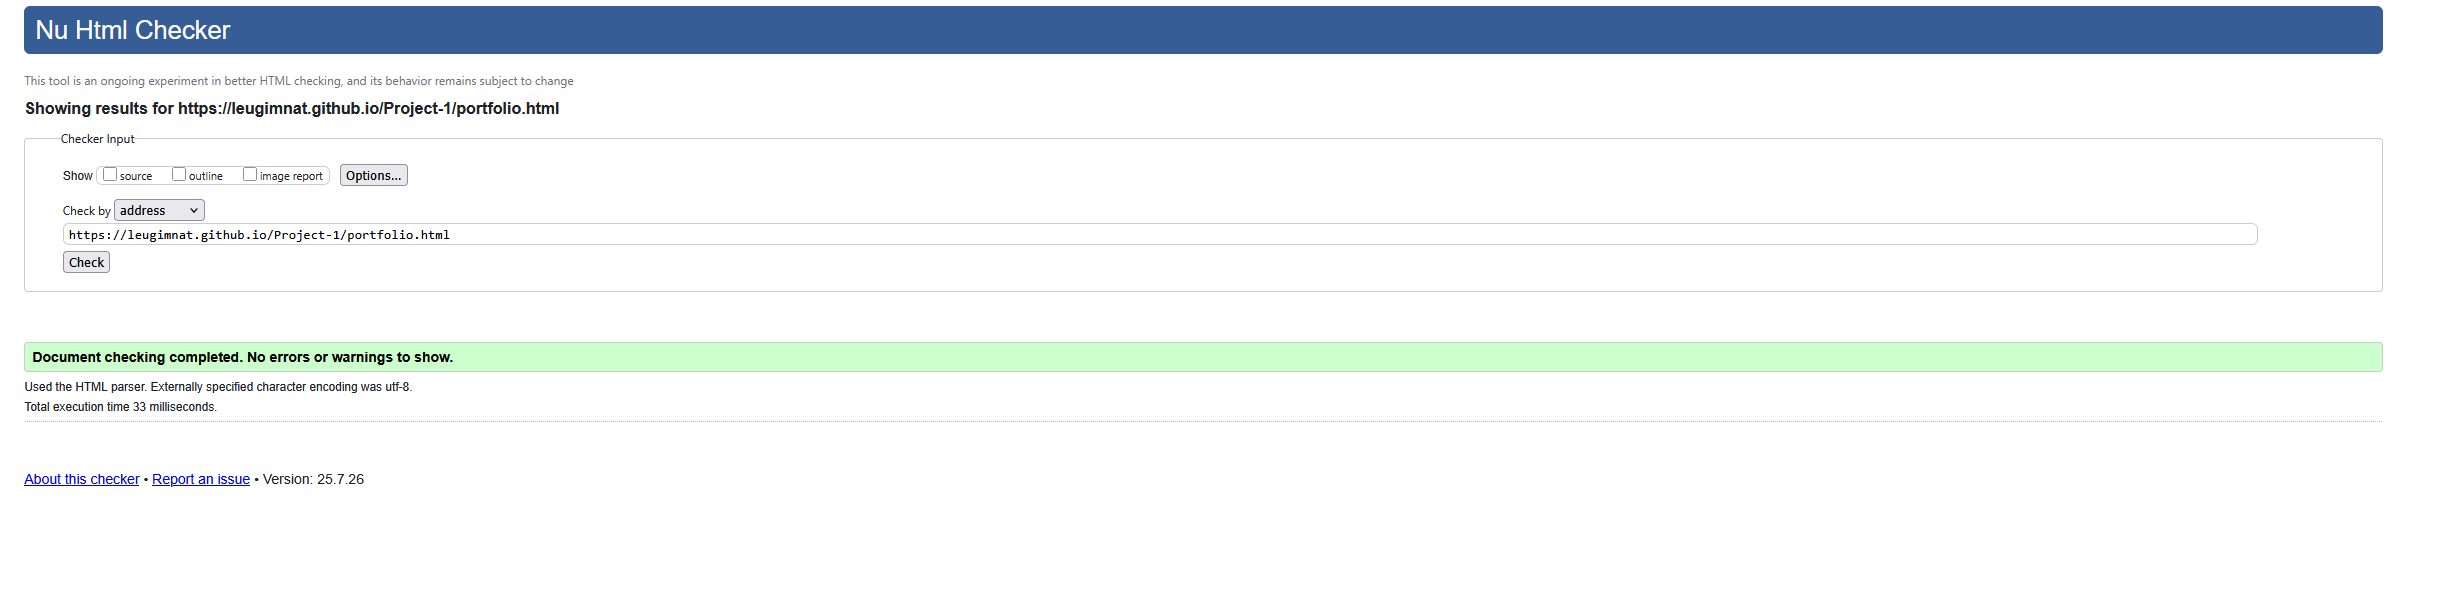 Nu Html Checker
This tool is an ongoing experiment in better HTML checking, and its behavior remains subject to change
Showing results for https://leugimnat.github.io/Project-1/portfolio.html
Checker Input
Show source outline image report Options...
Check by address
https://leugimnat.github.io/Project-1/portfolio.html
Check
Document checking completed. No errors or warnings to show.
Used the HTML parser. Externally specified character encoding was utf-8.
Total execution time 33 milliseconds.
About this checker • Report an issue • Version: 25.7.26